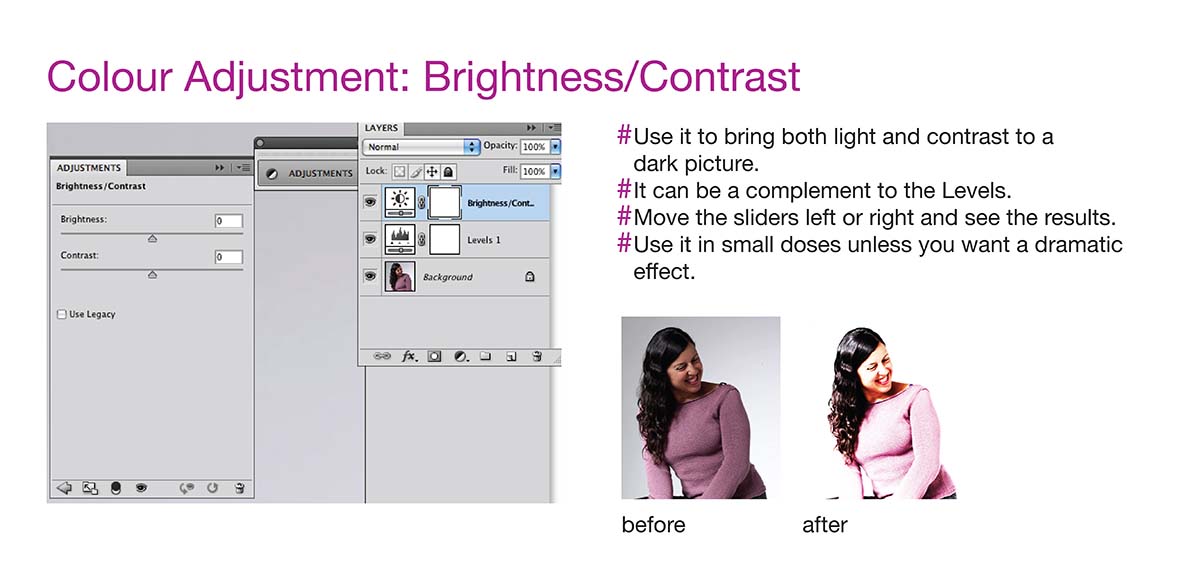 Colour Adjustment: Brightness/Contrast
ADJUSTMENTS
Brightness/Contrast
Brightness:
0
Contrast:
0
Use Legacy
ADJUSTMENTS
LAYERS
Normal
Opacity: 100%
Lock:
Fill: 100%
Brightness/Cont...
Levels 1
Background
fx.
#Use it to bring both light and contrast to a
dark picture.
#It can be a complement to the Levels.
#Move the sliders left or right and see the results.
#Use it in small doses unless you want a dramatic
effect.
before
after